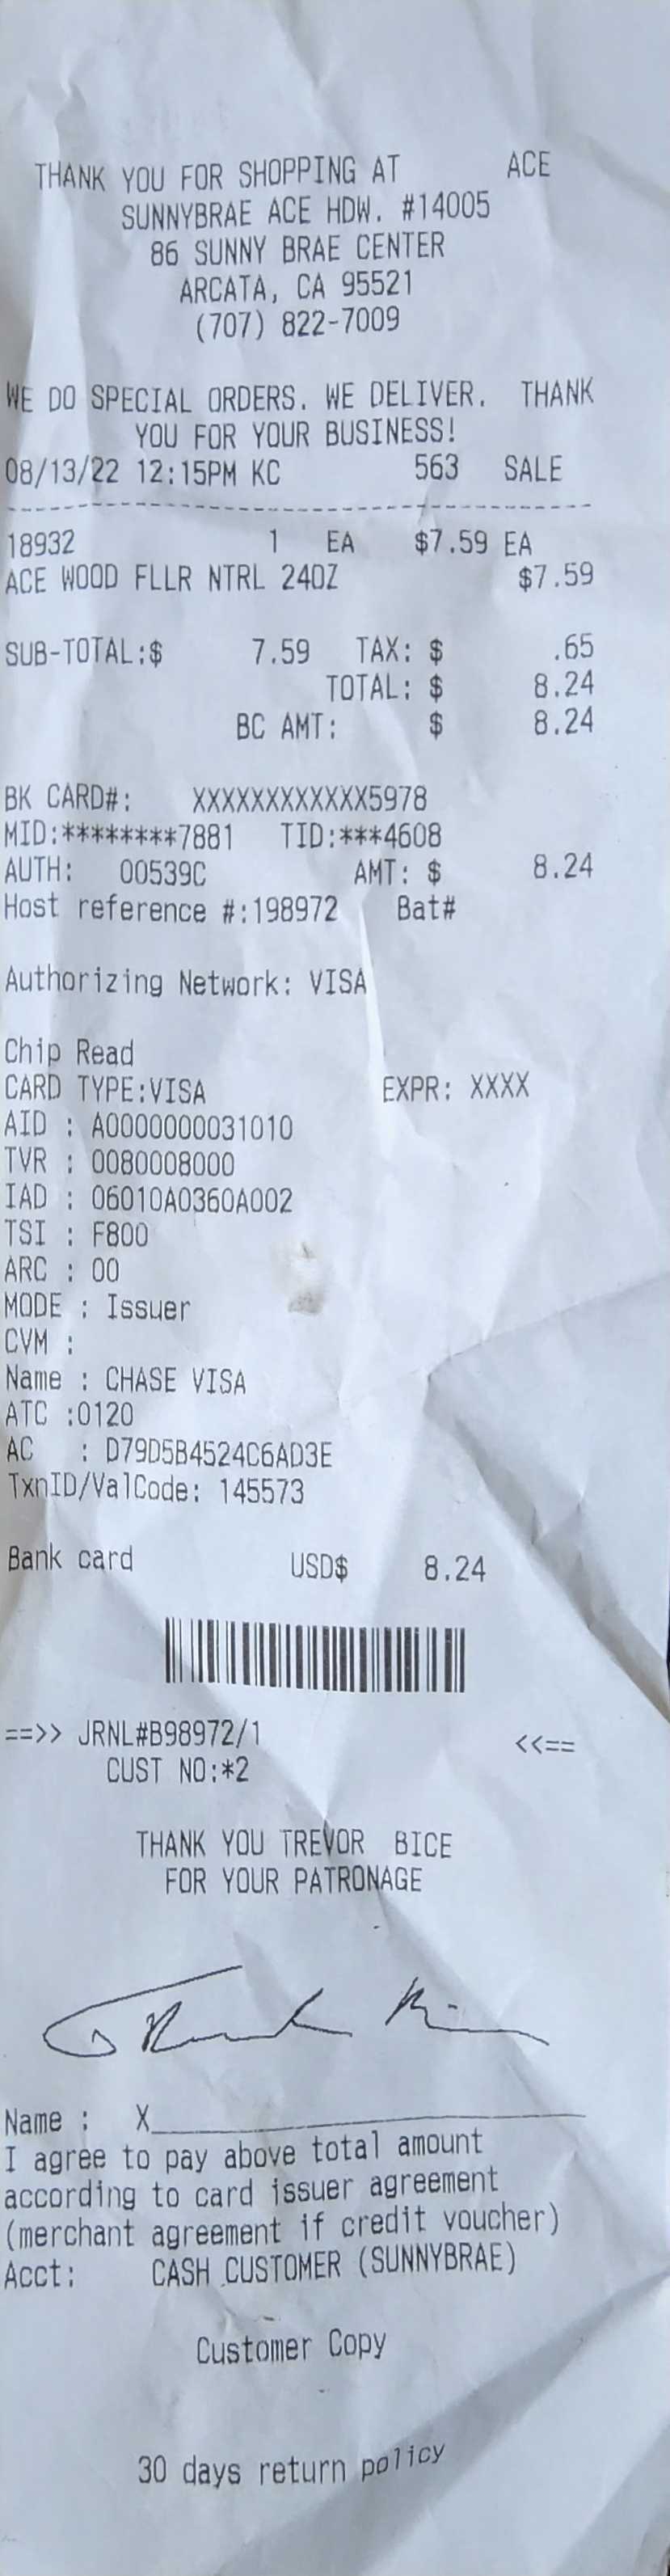 THANK YOU FOR SHOPPING AT ACE
SUNNYBRAE ACE HDW. #14005
86 SUNNY BRAE CENTER
ARCATA, CA 95521
(707) 822-7009
WE DO SPECIAL ORDERS. WE DELIVER. THANK
YOU FOR YOUR BUSINESS!
08/13/22 12:15PM KC 563 SALE
----------------------------------------
18932 1 EA $7.59 EA
ACE WOOD FLLR NTRL 24OZ $7.59
SUB-TOTAL:$ 7.59 TAX: $ .65
TOTAL: $ 8.24
BC AMT: $ 8.24
BK CARD#: XXXXXXXXXXXX5978
MID:********7881 TID:***4608
AUTH: 00539C AMT: $ 8.24
Host reference #:198972 Bat#
Authorizing Network: VISA
Chip Read
CARD TYPE:VISA EXPR: XXXX
AID : A0000000031010
TVR : 0080008000
IAD : 06010A0360A002
TSI : F800
ARC : 00
MODE : Issuer
CVM :
Name : CHASE VISA
ATC :0120
AC : D79D5B4524C6AD3E
TxnID/ValCode: 145573
Bank card USD$ 8.24
==>> JRNL#B98972/1 <<==
CUST NO:*2
THANK YOU TREVOR BICE
FOR YOUR PATRONAGE
Name : X
I agree to pay above total amount
according to card issuer agreement
(merchant agreement if credit voucher)
Acct: CASH CUSTOMER (SUNNYBRAE)
Customer Copy
30 days return policy